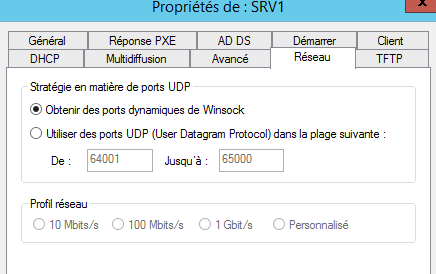 Propriétés de : SRV1
x
Général Réponse PXE AD DS Démarrer Client
DHCP Multidiffusion Avancé Réseau TFTP
Stratégie en matière de ports UDP
Obtenir des ports dynamiques de Winsock
Utiliser des ports UDP (User Datagram Protocol) dans la plage suivante :
De : 64001 Jusqu'à : 65000
Profil réseau
10 Mbits/s 100 Mbits/s 1 Gbit/s Personnalisé